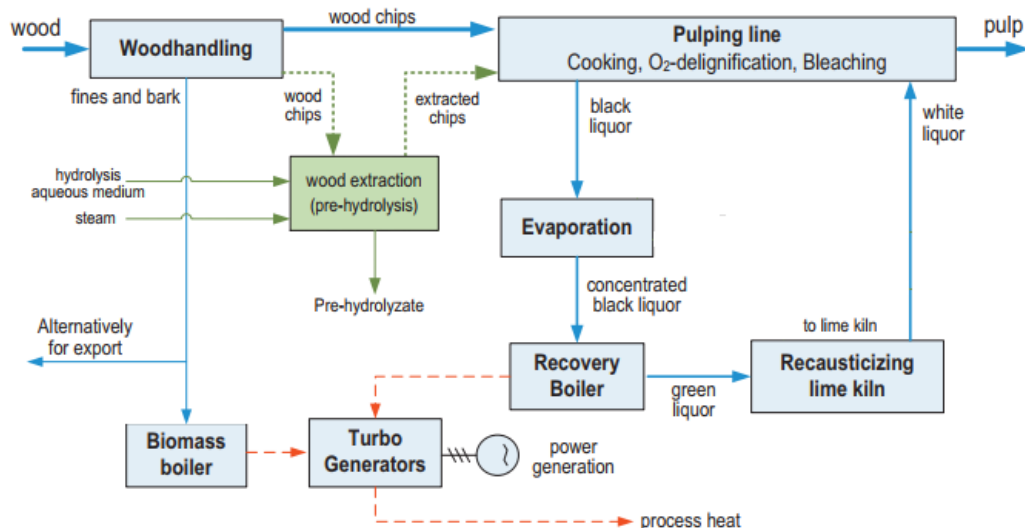 wood
Woodhandling
wood chips
Pulping line
Cooking, O₂-delignification, Bleaching
pulp
fines and bark
wood
chips
extracted
chips
black
liquor
white
liquor
hydrolysis
aqueous medium
steam
wood extraction
(pre-hydrolysis)
Evaporation
Pre-hydrolyzate
concentrated
black liquor
Alternatively
for export
to lime kiln
Recovery
Boiler
green
liquor
Recausticizing
lime kiln
Biomass
boiler
Turbo
Generators
power
generation
process heat